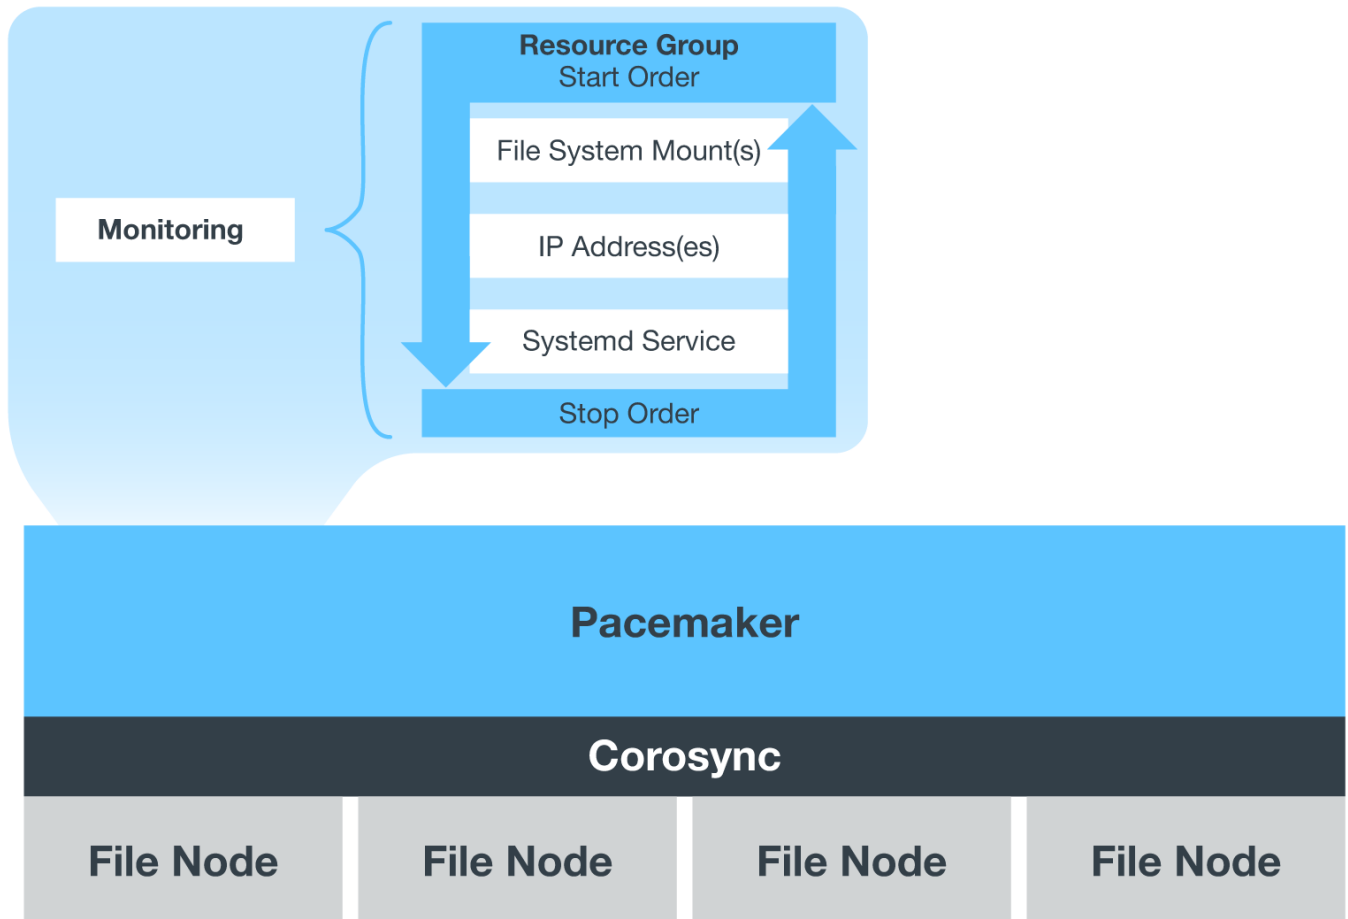 Resource Group
Start Order
File System Mount(s)
Monitoring
IP Address(es)
Systemd Service
Stop Order
Pacemaker
Corosync
File Node
File Node
File Node
File Node